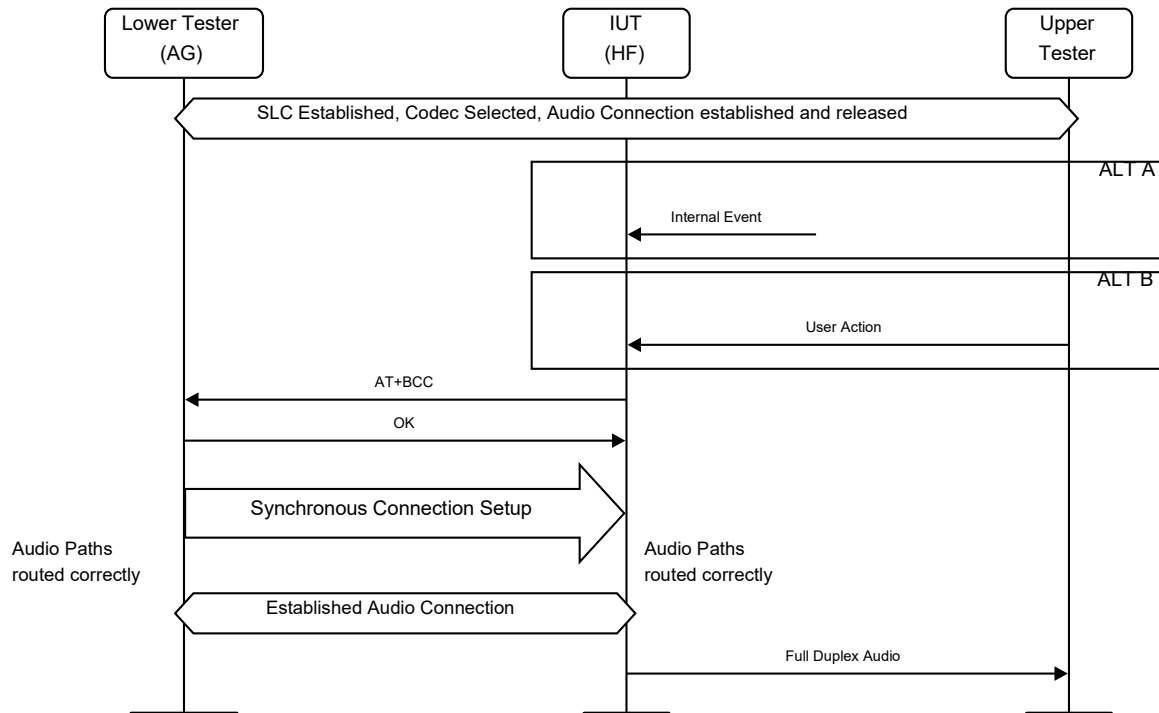 Lower Tester
(AG)
IUT
(HF)
Upper
Tester
SLC Established, Codec Selected, Audio Connection established and released
ALT A
Internal Event
ALT B
User Action
AT+BCC
OK
Synchronous Connection Setup
Audio Paths
routed correctly
Audio Paths
routed correctly
Established Audio Connection
Full Duplex Audio